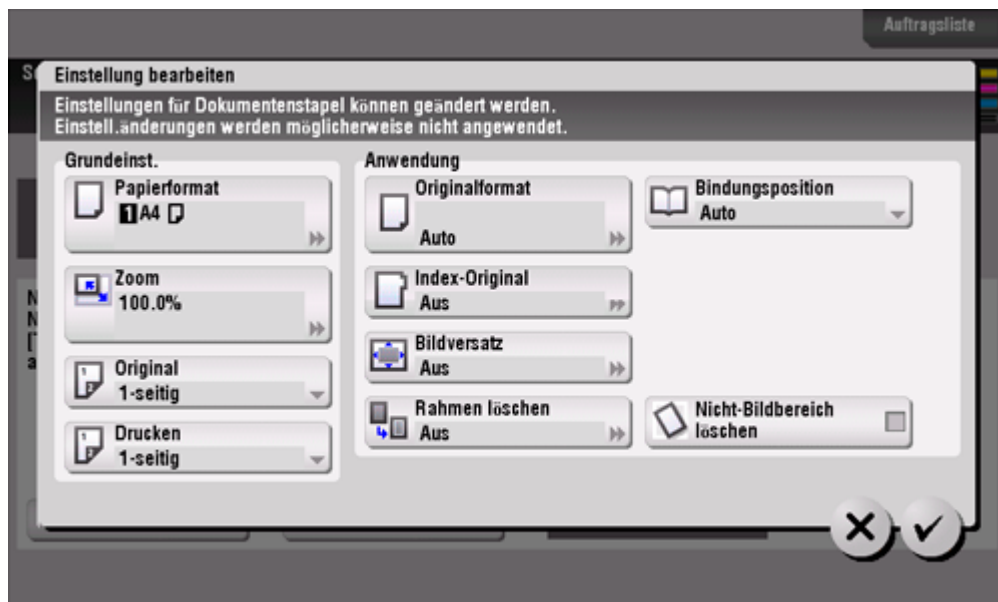 Auftragsliste
Einstellung bearbeiten
Einstellungen für Dokumentenstapel können geändert werden.
Einstell.änderungen werden möglicherweise nicht angewendet.
Grundeinst.
Papierformat
1 A4
Zoom
100.0%
Original
1-seitig
Drucken
1-seitig
Anwendung
Originalformat
Auto
Index-Original
Aus
Bildversatz
Aus
Rahmen löschen
Aus
Bindungsposition
Auto
Nicht-Bildbereich
löschen